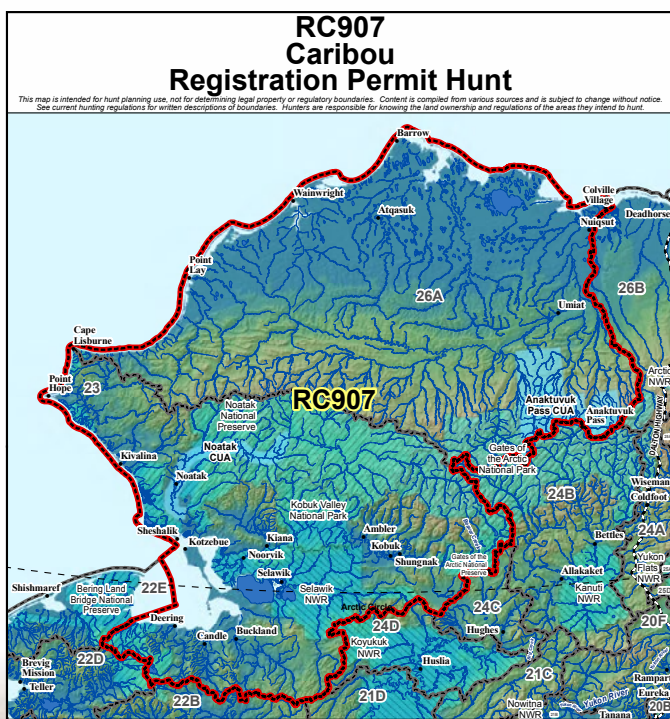 RC907
Caribou
Registration Permit Hunt
This map is intended for hunt planning use, not for determining legal property or regulatory boundaries. Content is compiled from various sources and is subject to change without notice.
See current hunting regulations for written descriptions of boundaries. Hunters are responsible for knowing the land ownership and regulations of the areas they intend to hunt.
Barrow
Wainwright
Atqasuk
Colville
Village
Deadhorse
Nuiqsut
Point
Lay
26A
26B
Umiat
Cape
Lisburne
Point
Hope
23
RC907
Arctic
NWR
Anaktuvuk
Pass CUA
Anaktuvuk
Pass
Noatak
National
Preserve
Noatak
CUA
DALTON HIGHWAY
Gates of
the Arctic
National Park
Kivalina
Noatak
Wiseman
Coldfoot
24B
Kobuk Valley
National Park
24A
Sheshalik
Kotzebue
Kiana
Ambler
Bettles
Noorvik
Kobuk
Shungnak
Gates of the
Arctic National
Preserve
Yukon
Flats
NWR
22E
Selawik
Selawik
NWR
Allakaket
Kanuti
NWR
25D
Shishmaref
Bering Land
Bridge National
Preserve
Arctic Circle
24C
20F
Deering
Candle
Buckland
24D
Hughes
Koyukuk
NWR
22D
Brevig
Mission
Teller
Huslia
21C
Rampart
Eureka
22B
21D
Nowitna
NWR
Yukon River
Tanana